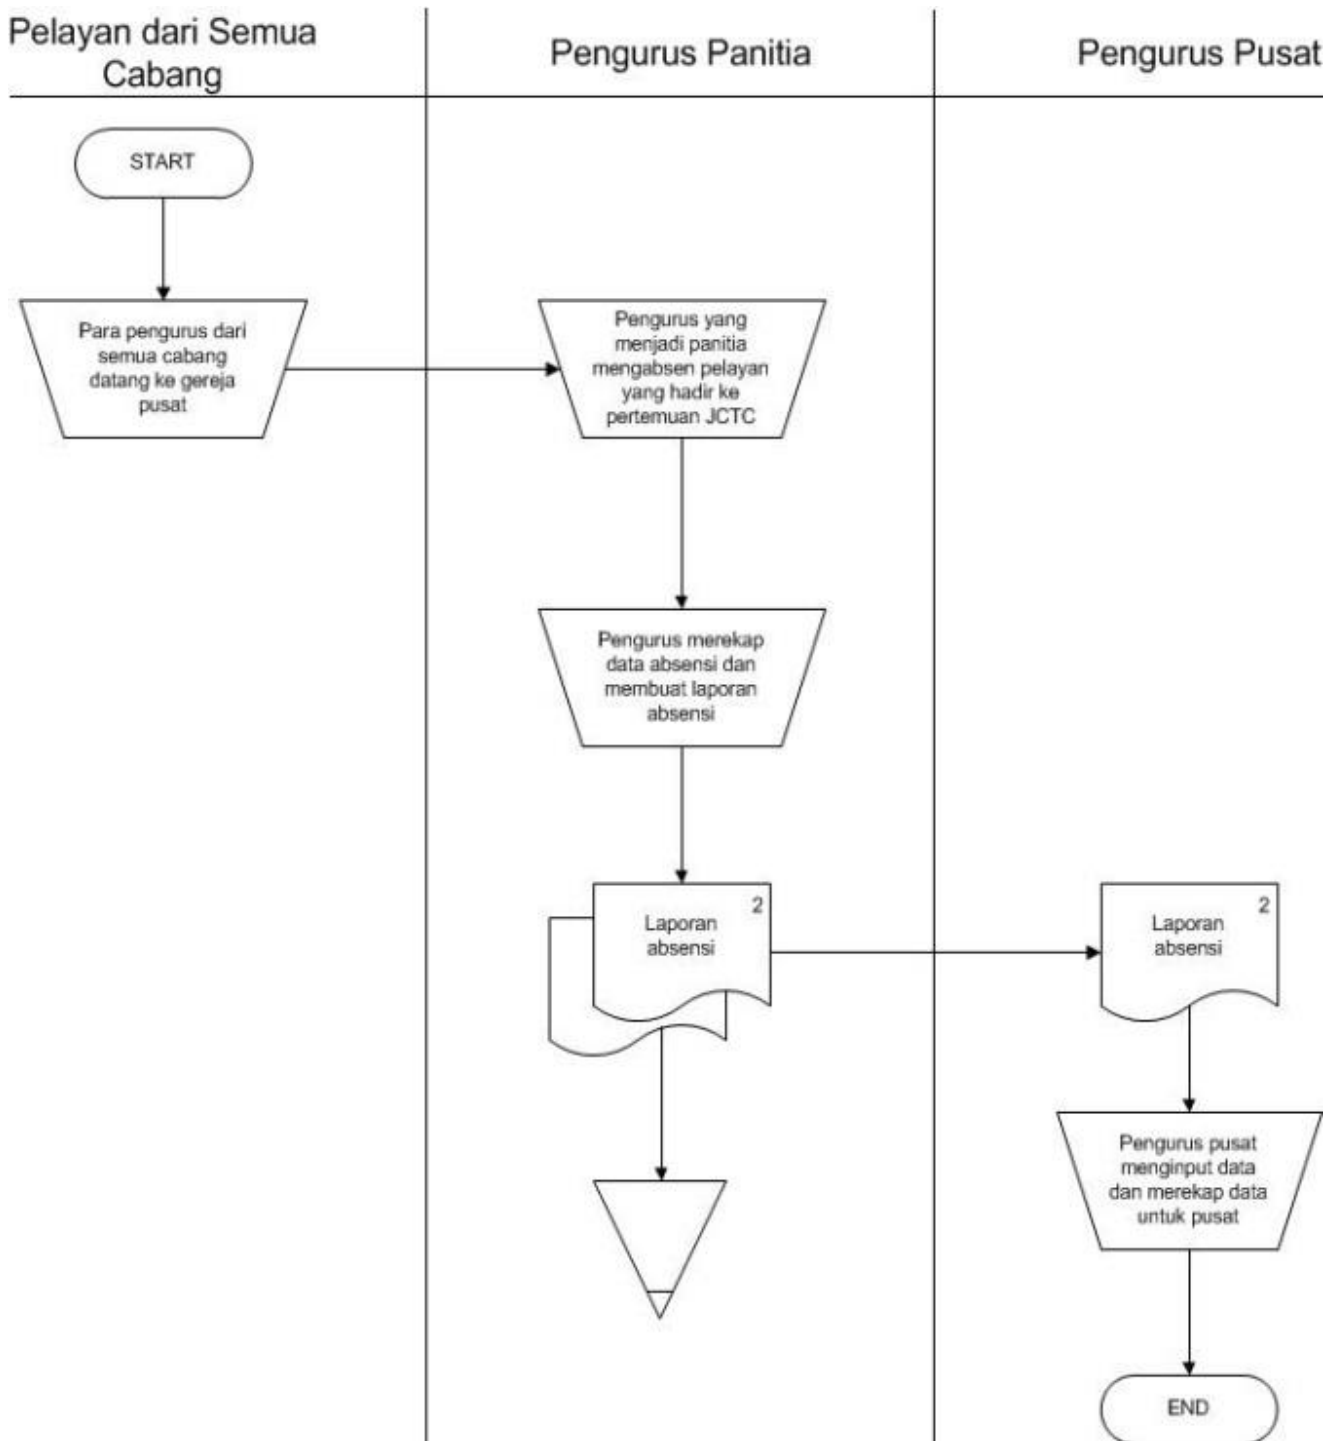 Pelayan dari Semua
Cabang
Pengurus Panitia
Pengurus Pusat
START
Para pengurus dari
semua cabang
datang ke gereja
pusat
Pengurus yang
menjadi panitia
mengabsen pelayan
yang hadir ke
pertemuan JCTC
Pengurus merekap
data absensi dan
membuat laporan
absensi
2
Laporan
absensi
2
Laporan
absensi
Pengurus pusat
menginput data
dan merekap data
untuk pusat
END